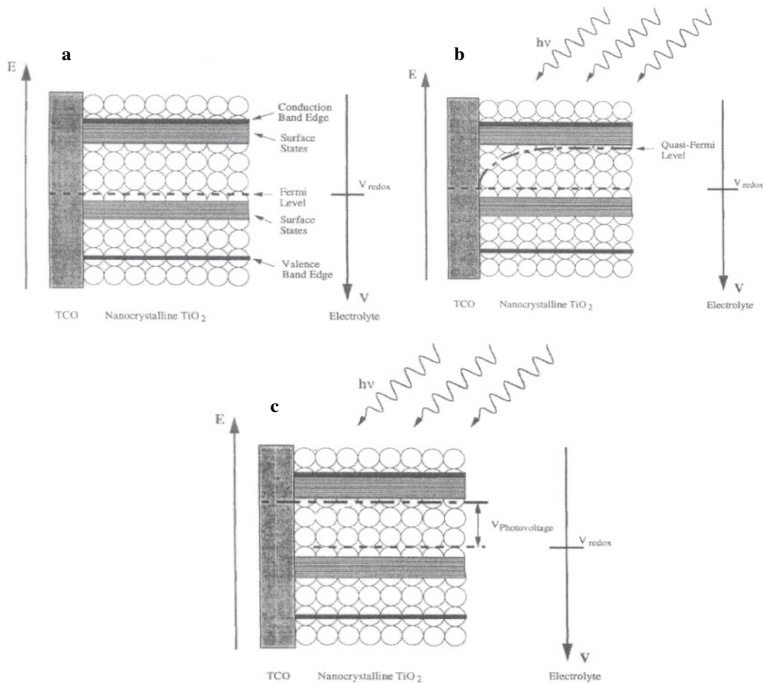 a
E
Conduction
Band Edge
Surface
States
Fermi
Level
Surface
States
Valence
Band Edge
V redox
V
TCO Nanocrystalline TiO2 Electrolyte
b
hν
E
Quasi-Fermi
Level
V redox
V
TCO Nanocrystalline TiO2 Electrolyte
c
hν
E
V Photovoltage
V redox
V
TCO Nanocrystalline TiO2 Electrolyte